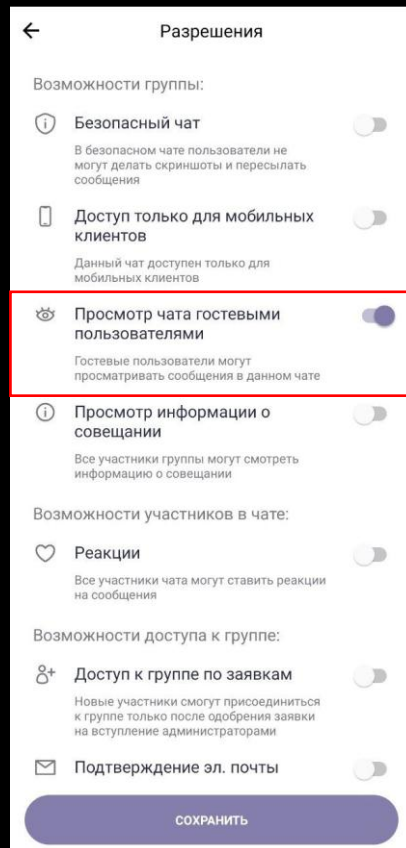 Разрешения
Возможности группы:
Безопасный чат
В безопасном чате пользователи не
могут делать скриншоты и пересылать
сообщения
Доступ только для мобильных
клиентов
Данный чат доступен только для
мобильных клиентов
Просмотр чата гостевыми
пользователями
Гостевые пользователи могут
просматривать сообщения в данном чате
Просмотр информации о
совещании
Все участники группы могут смотреть
информацию о совещании
Возможности участников в чате:
Реакции
Все участники чата могут ставить реакции
на сообщения
Возможности доступа к группе:
Доступ к группе по заявкам
Новые участники смогут присоединиться
к группе только после одобрения заявки
на вступление администраторами
Подтверждение эл. почты
СОХРАНИТЬ